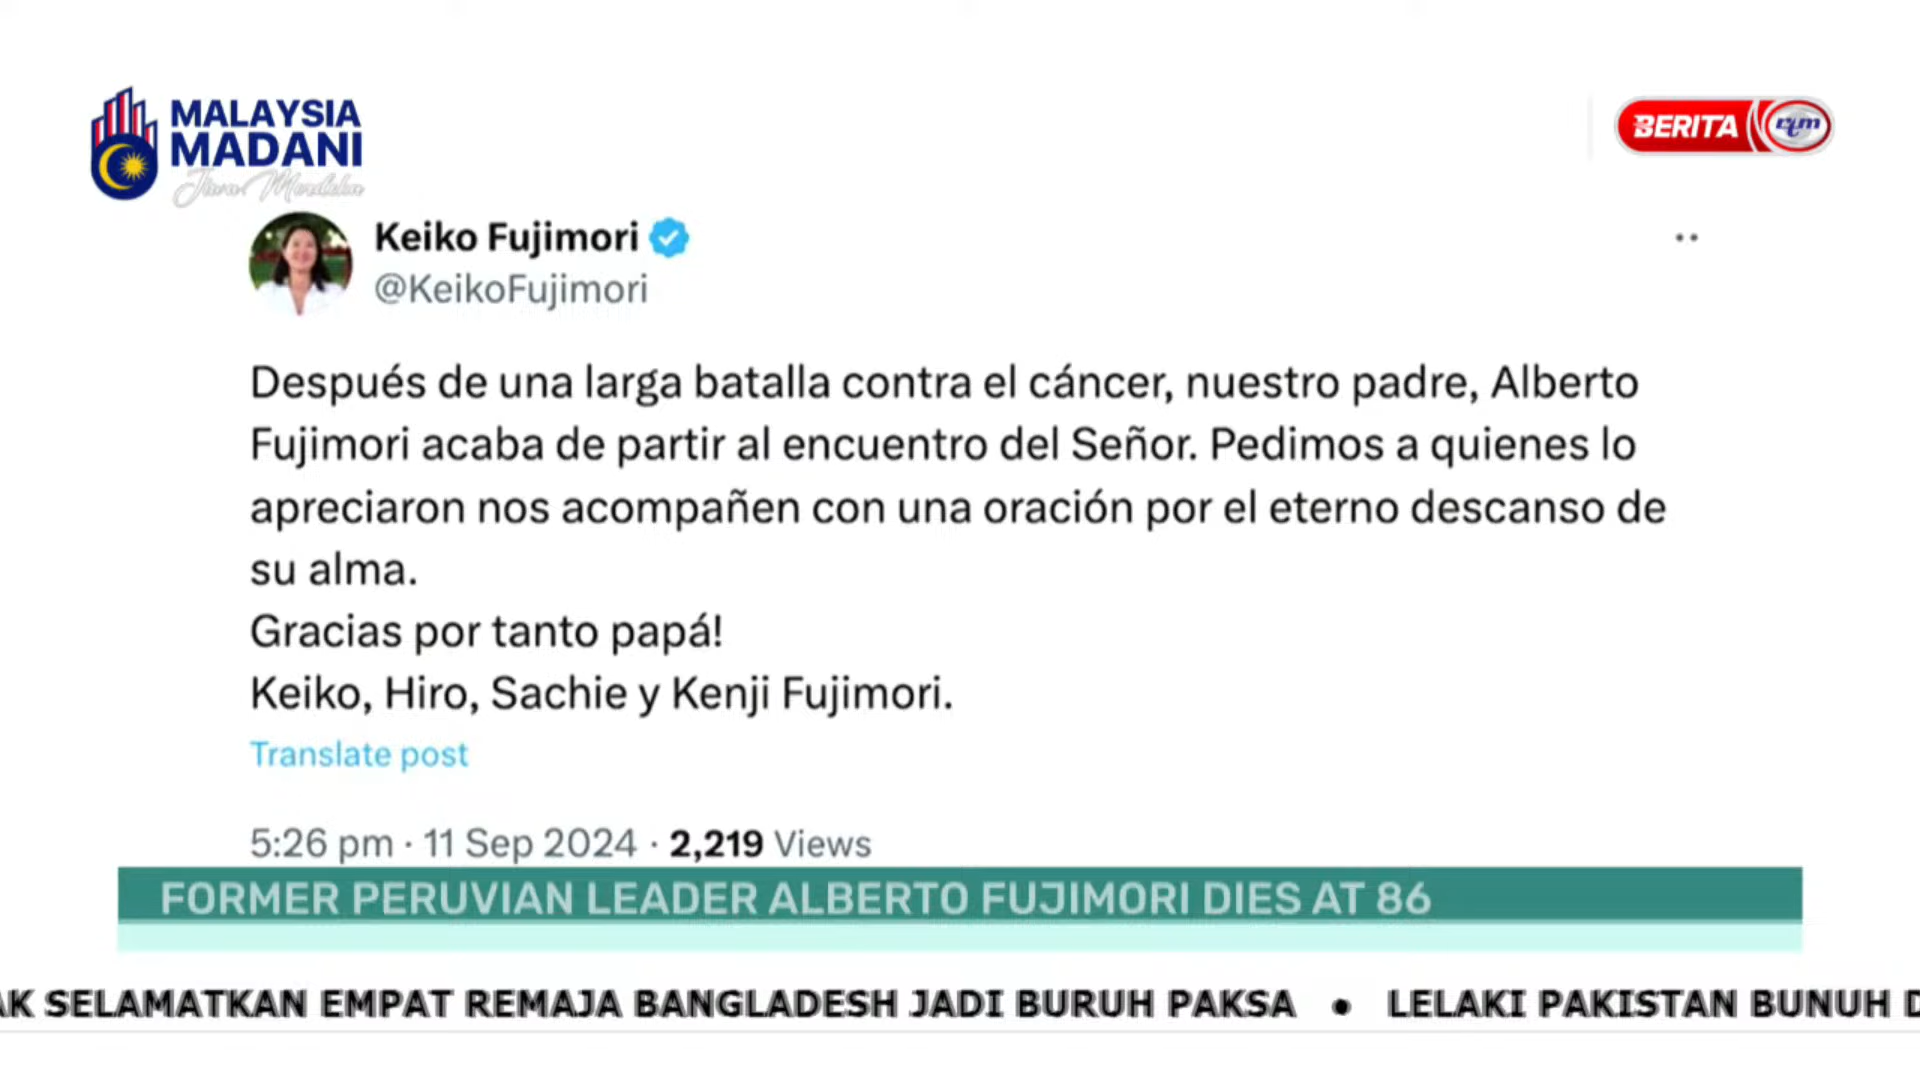 MALAYSIA
MADANI
Jiwa Merdeka
BERITA rtm
Keiko Fujimori
@KeikoFujimori
Después de una larga batalla contra el cáncer, nuestro padre, Alberto
Fujimori acaba de partir al encuentro del Señor. Pedimos a quienes lo
apreciaron nos acompañen con una oración por el eterno descanso de
su alma.
Gracias por tanto papá!
Keiko, Hiro, Sachie y Kenji Fujimori.
Translate post
5:26 pm · 11 Sep 2024 · 2,219 Views
FORMER PERUVIAN LEADER ALBERTO FUJIMORI DIES AT 86
AK SELAMATKAN EMPAT REMAJA BANGLADESH JADI BURUH PAKSA • LELAKI PAKISTAN BUNUH D